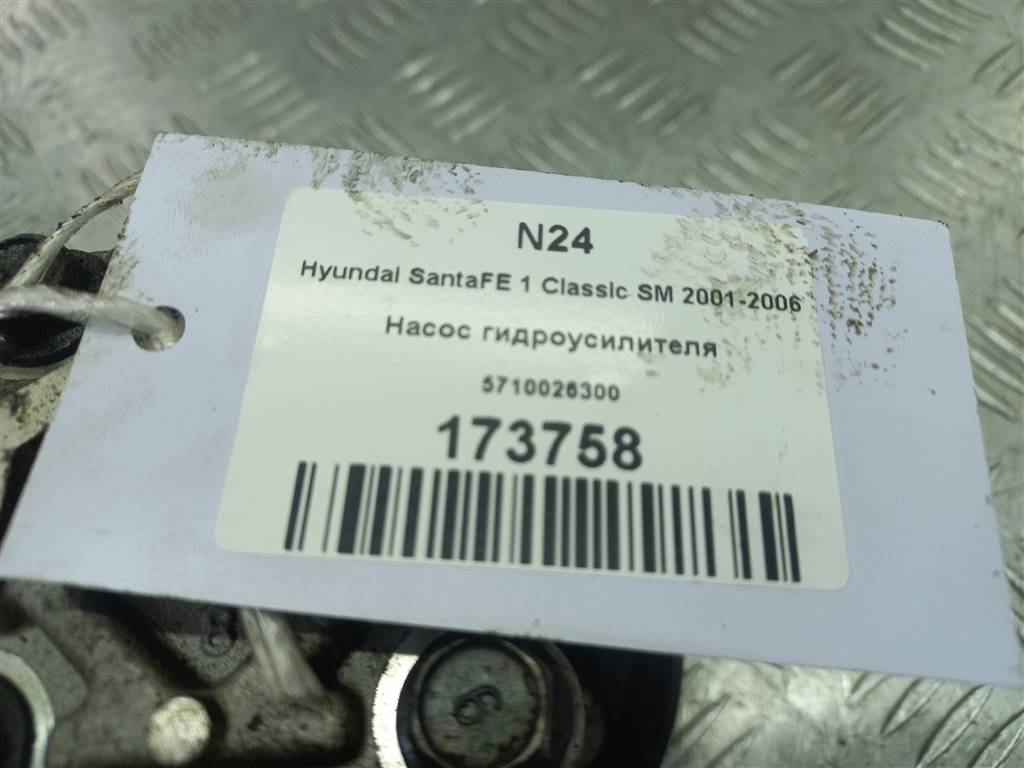 N24
Hyundai SantaFE 1 Classic SM 2001-2006
Насос гидроусилителя
5710026300
173758